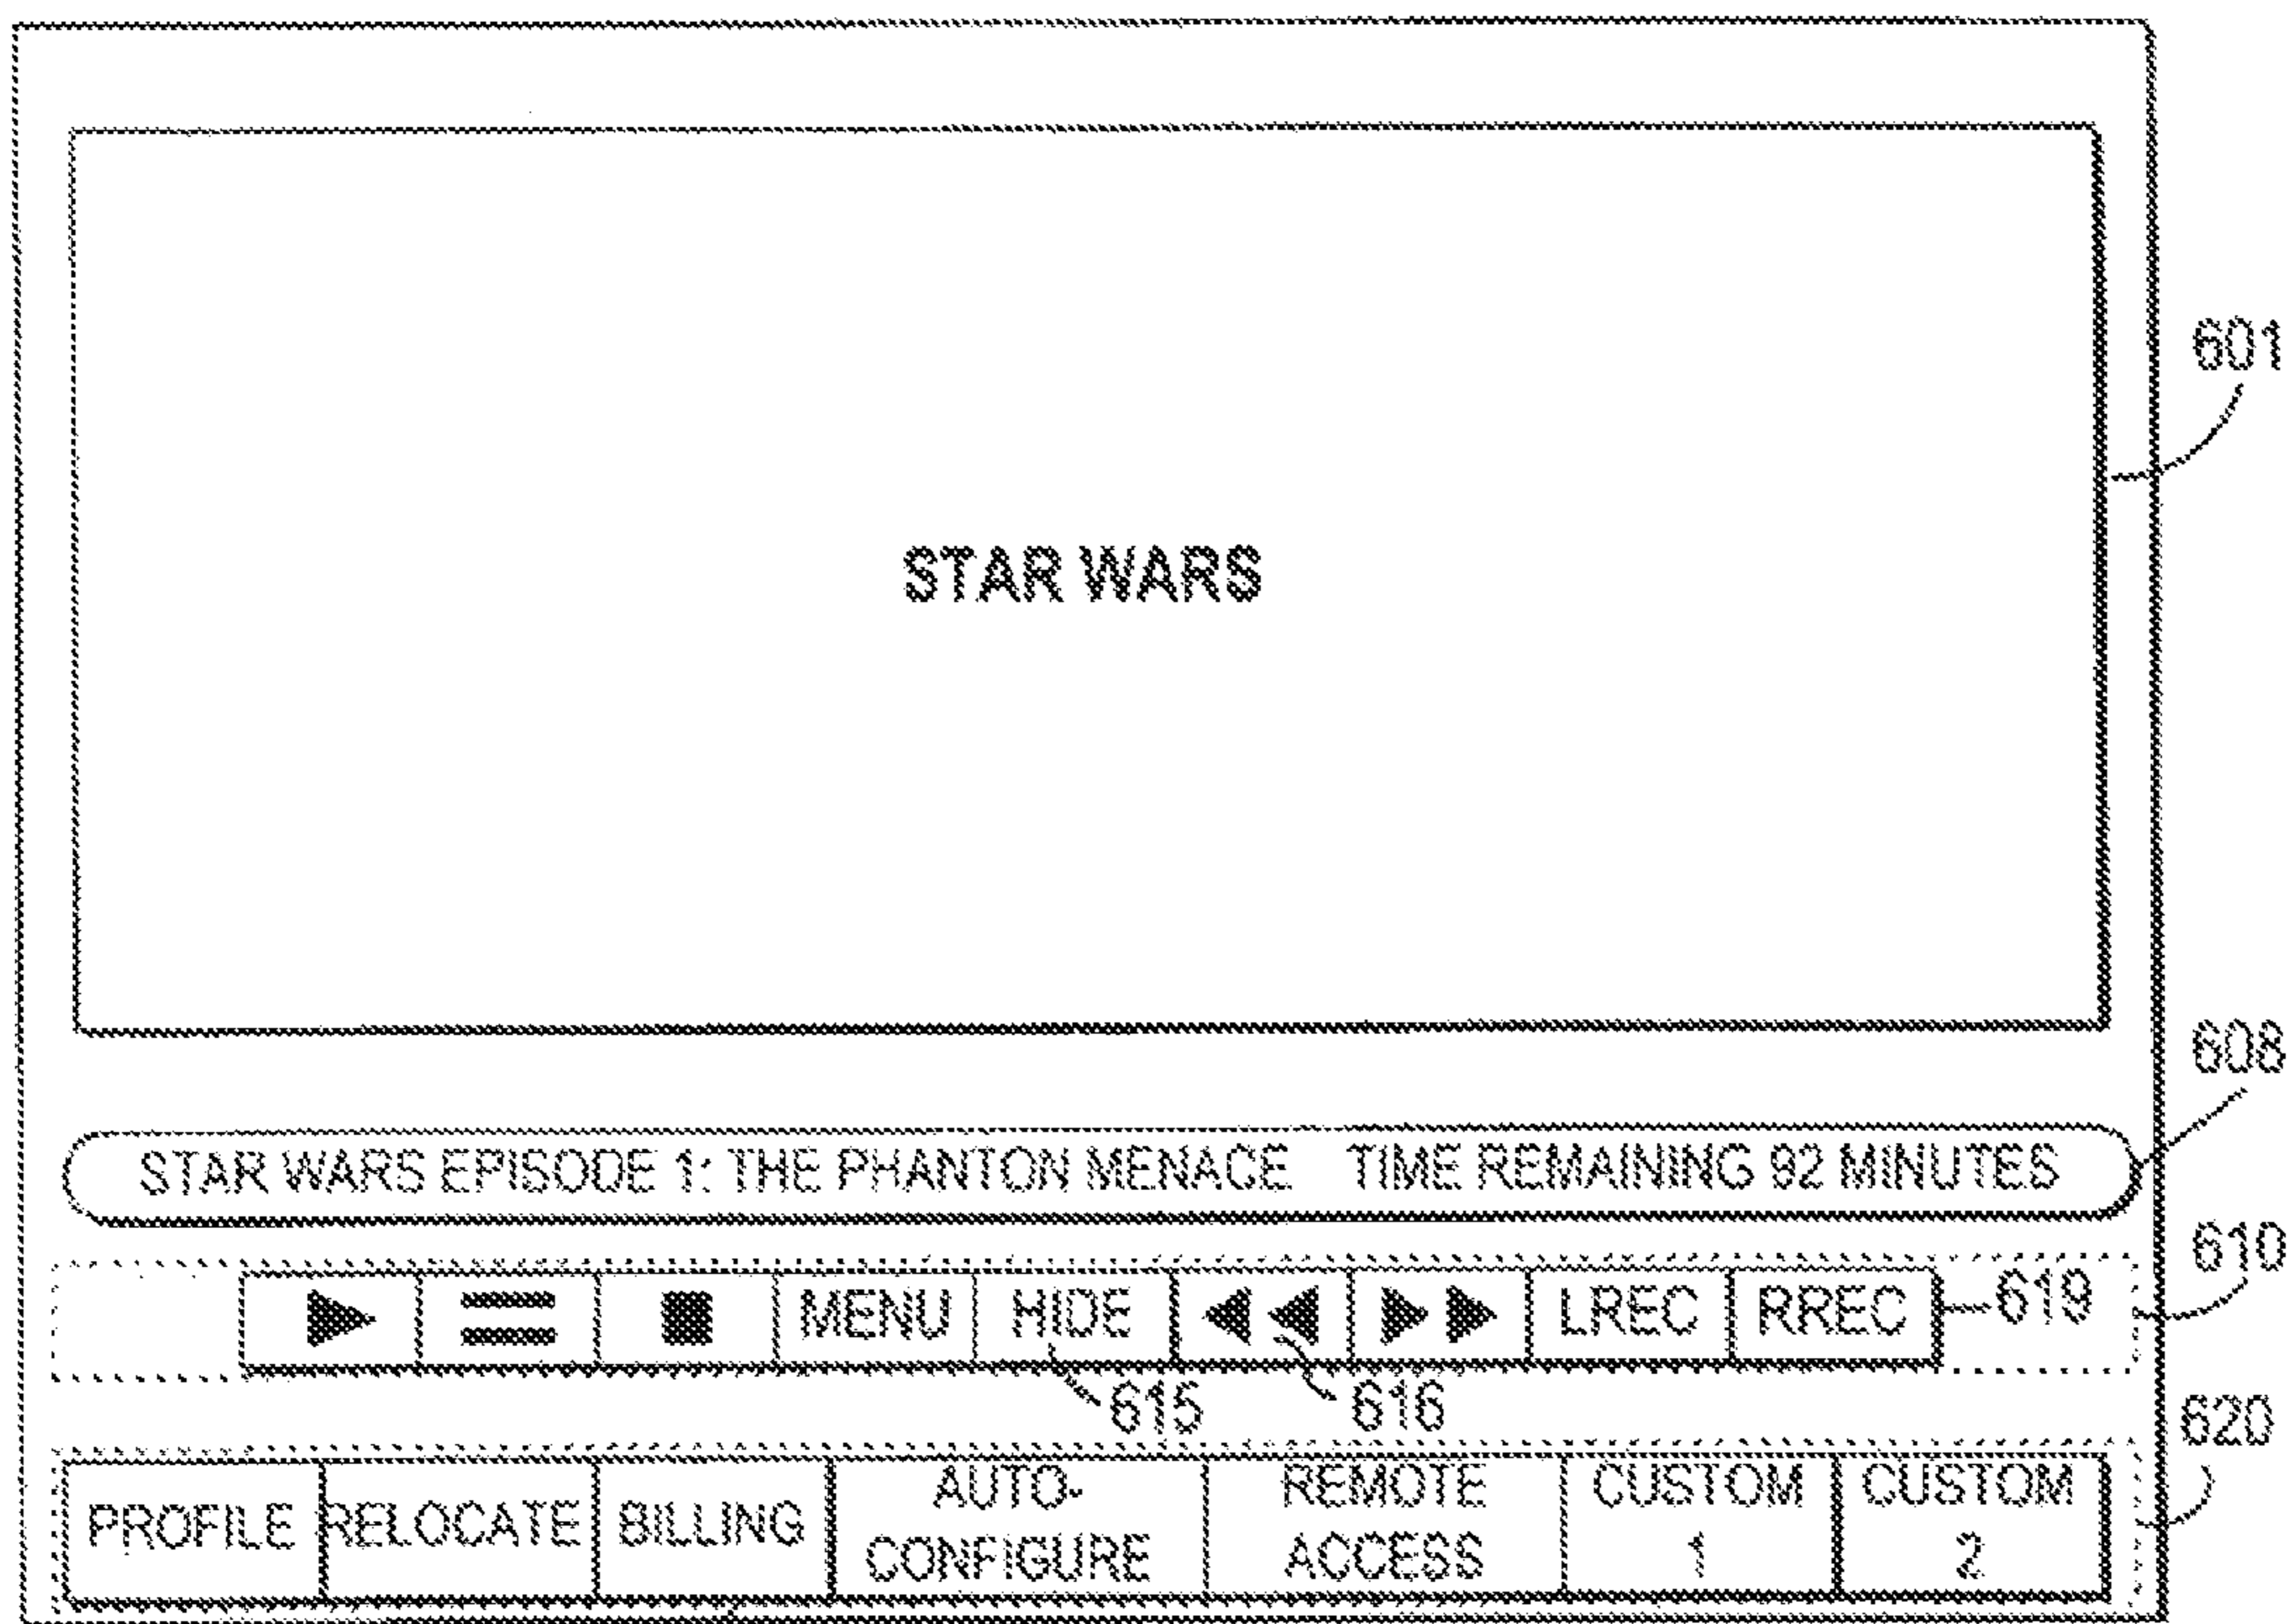 601
STAR WARS
608
STAR WARS EPISODE 1: THE PHANTON MENACE TIME REMAINING 92 MINUTES
610
MENU HIDE LREC RREC 619
615 616
620
PROFILE RELOCATE BILLING AUTO-CONFIGURE REMOTE ACCESS CUSTOM 1 CUSTOM 2